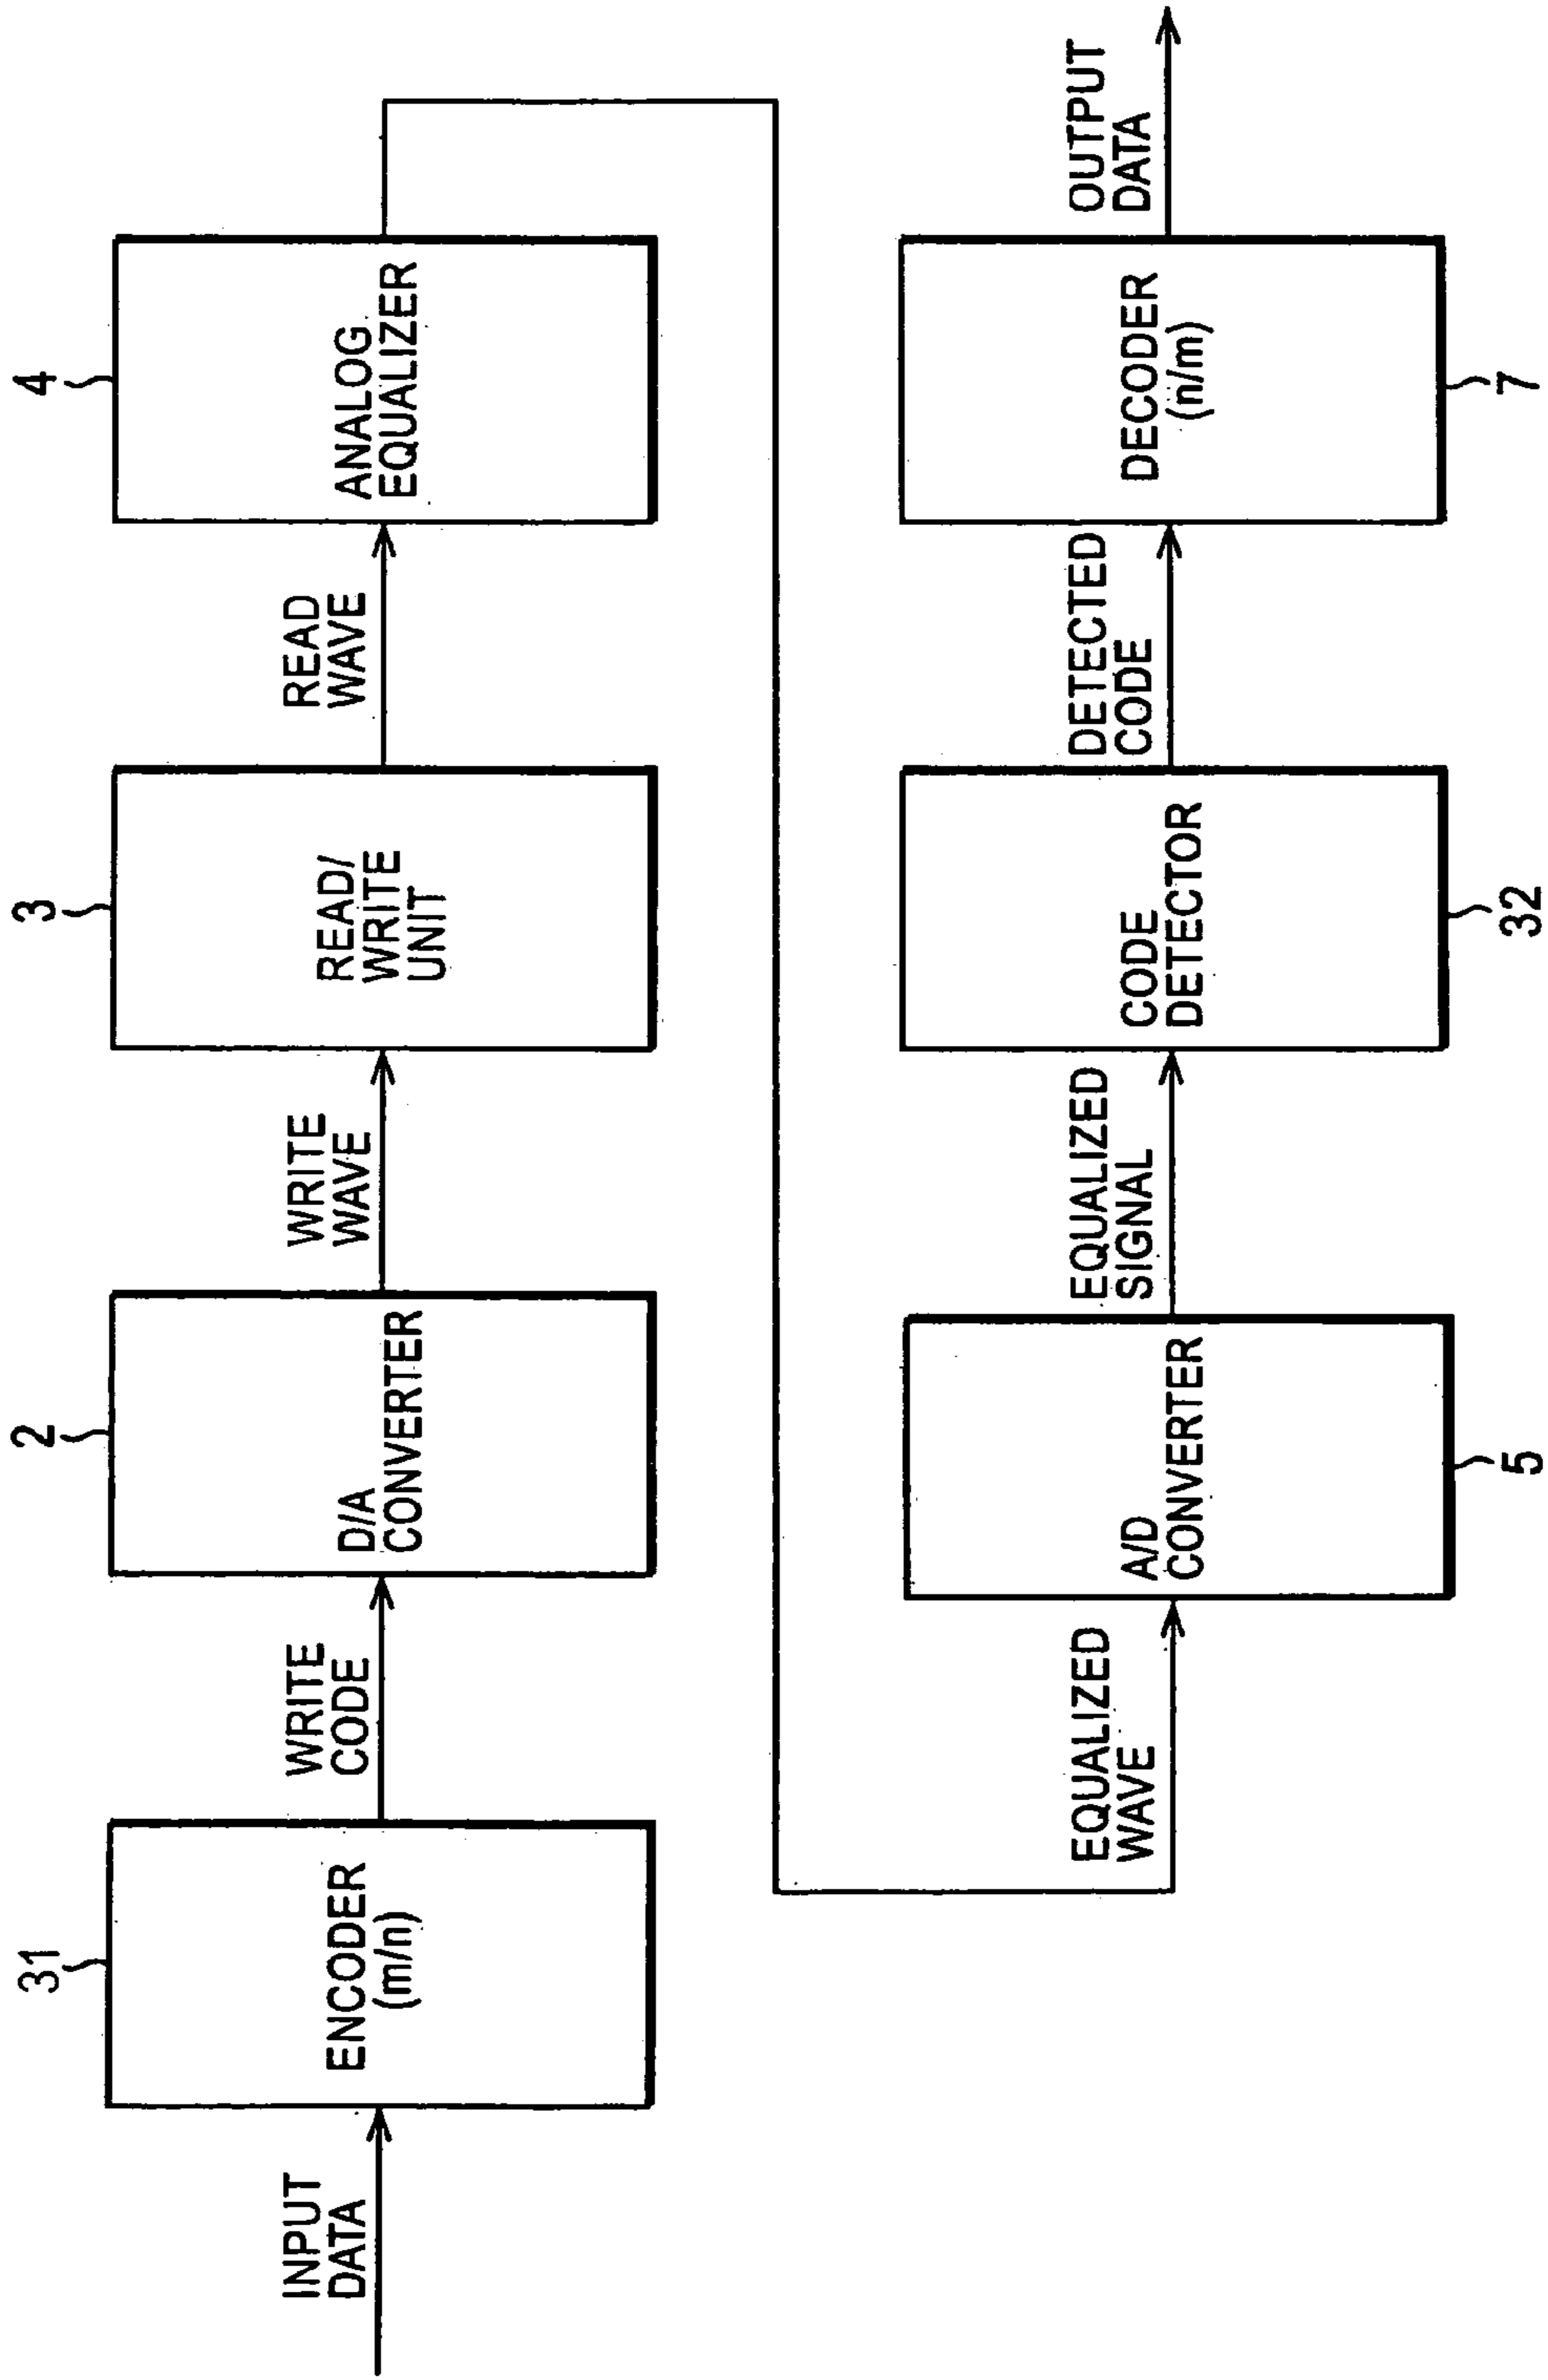 INPUT
DATA
31
ENCODER
(m/n)
WRITE
CODE
2
D/A
CONVERTER
WRITE
WAVE
3
READ/
WRITE
UNIT
READ
WAVE
4
ANALOG
EQUALIZER
EQUALIZED
WAVE
A/D
CONVERTER
5
EQUALIZED
SIGNAL
CODE
DETECTOR
32
DETECTED
CODE
DECODER
(n/m)
7
OUTPUT
DATA